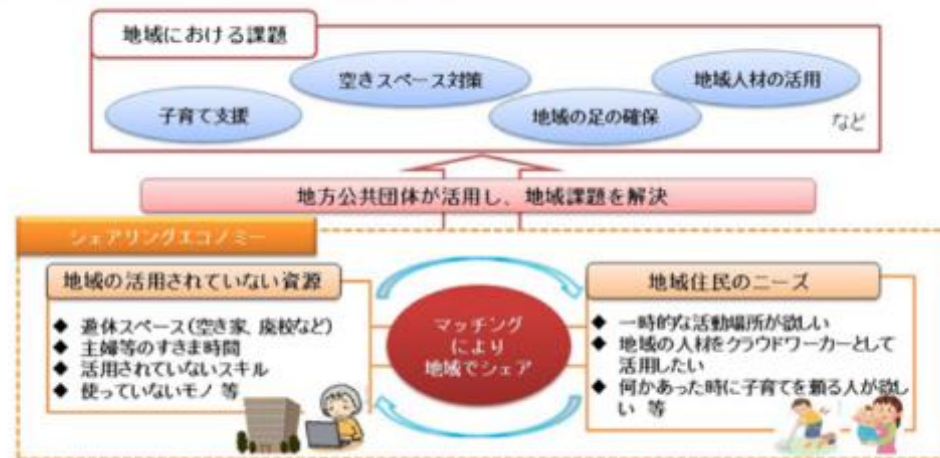 地域における課題
空きスペース対策
地域人材の活用
子育て支援
地域の足の確保
など
地方公共団体が活用し、地域課題を解決
シェアリングエコノミー
地域の活用されていない資源
◆ 遊休スペース(空き家、廃校など)
◆ 主婦等のすきま時間
◆ 活用されていないスキル
◆ 使っていないモノ 等
マッチング
により
地域でシェア
地域住民のニーズ
◆ 一時的な活動場所が欲しい
◆ 地域の人材をクラウドワーカーとして
活用したい
◆ 何かあった時に子育てを頼る人が欲し
い 等